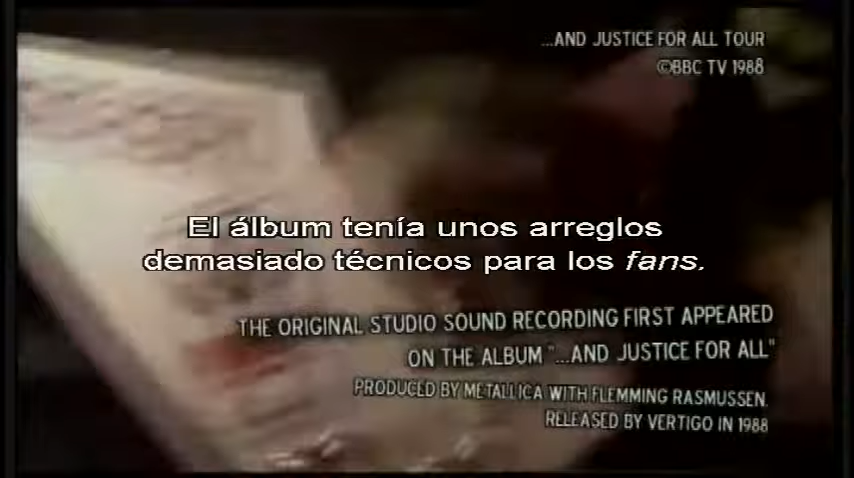 ...AND JUSTICE FOR ALL TOUR
©BBC TV 1988
El álbum tenía unos arreglos
demasiado técnicos para los fans.
THE ORIGINAL STUDIO SOUND RECORDING FIRST APPEARED
ON THE ALBUM "...AND JUSTICE FOR ALL"
PRODUCED BY METALLICA WITH FLEMMING RASMUSSEN.
RELEASED BY VERTIGO IN 1988